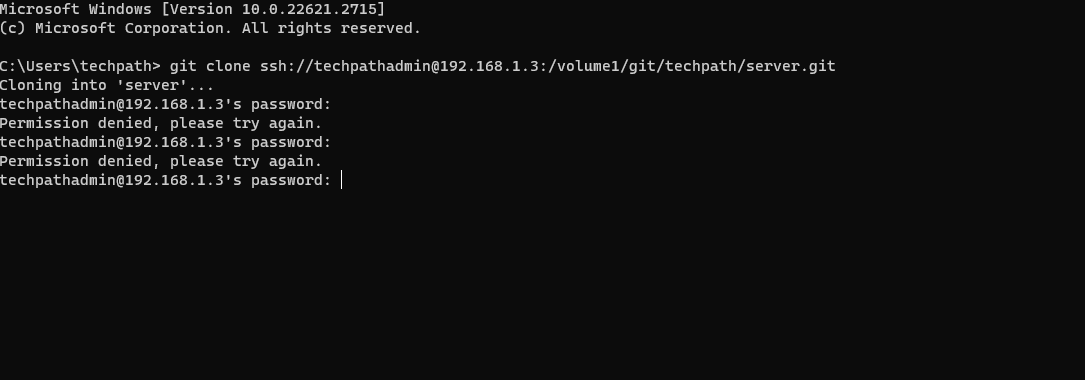 Microsoft Windows [Version 10.0.22621.2715]
(c) Microsoft Corporation. All rights reserved.
C:\Users\techpath> git clone ssh://techpathadmin@192.168.1.3:/volume1/git/techpath/server.git
Cloning into 'server'...
techpathadmin@192.168.1.3's password:
Permission denied, please try again.
techpathadmin@192.168.1.3's password:
Permission denied, please try again.
techpathadmin@192.168.1.3's password: